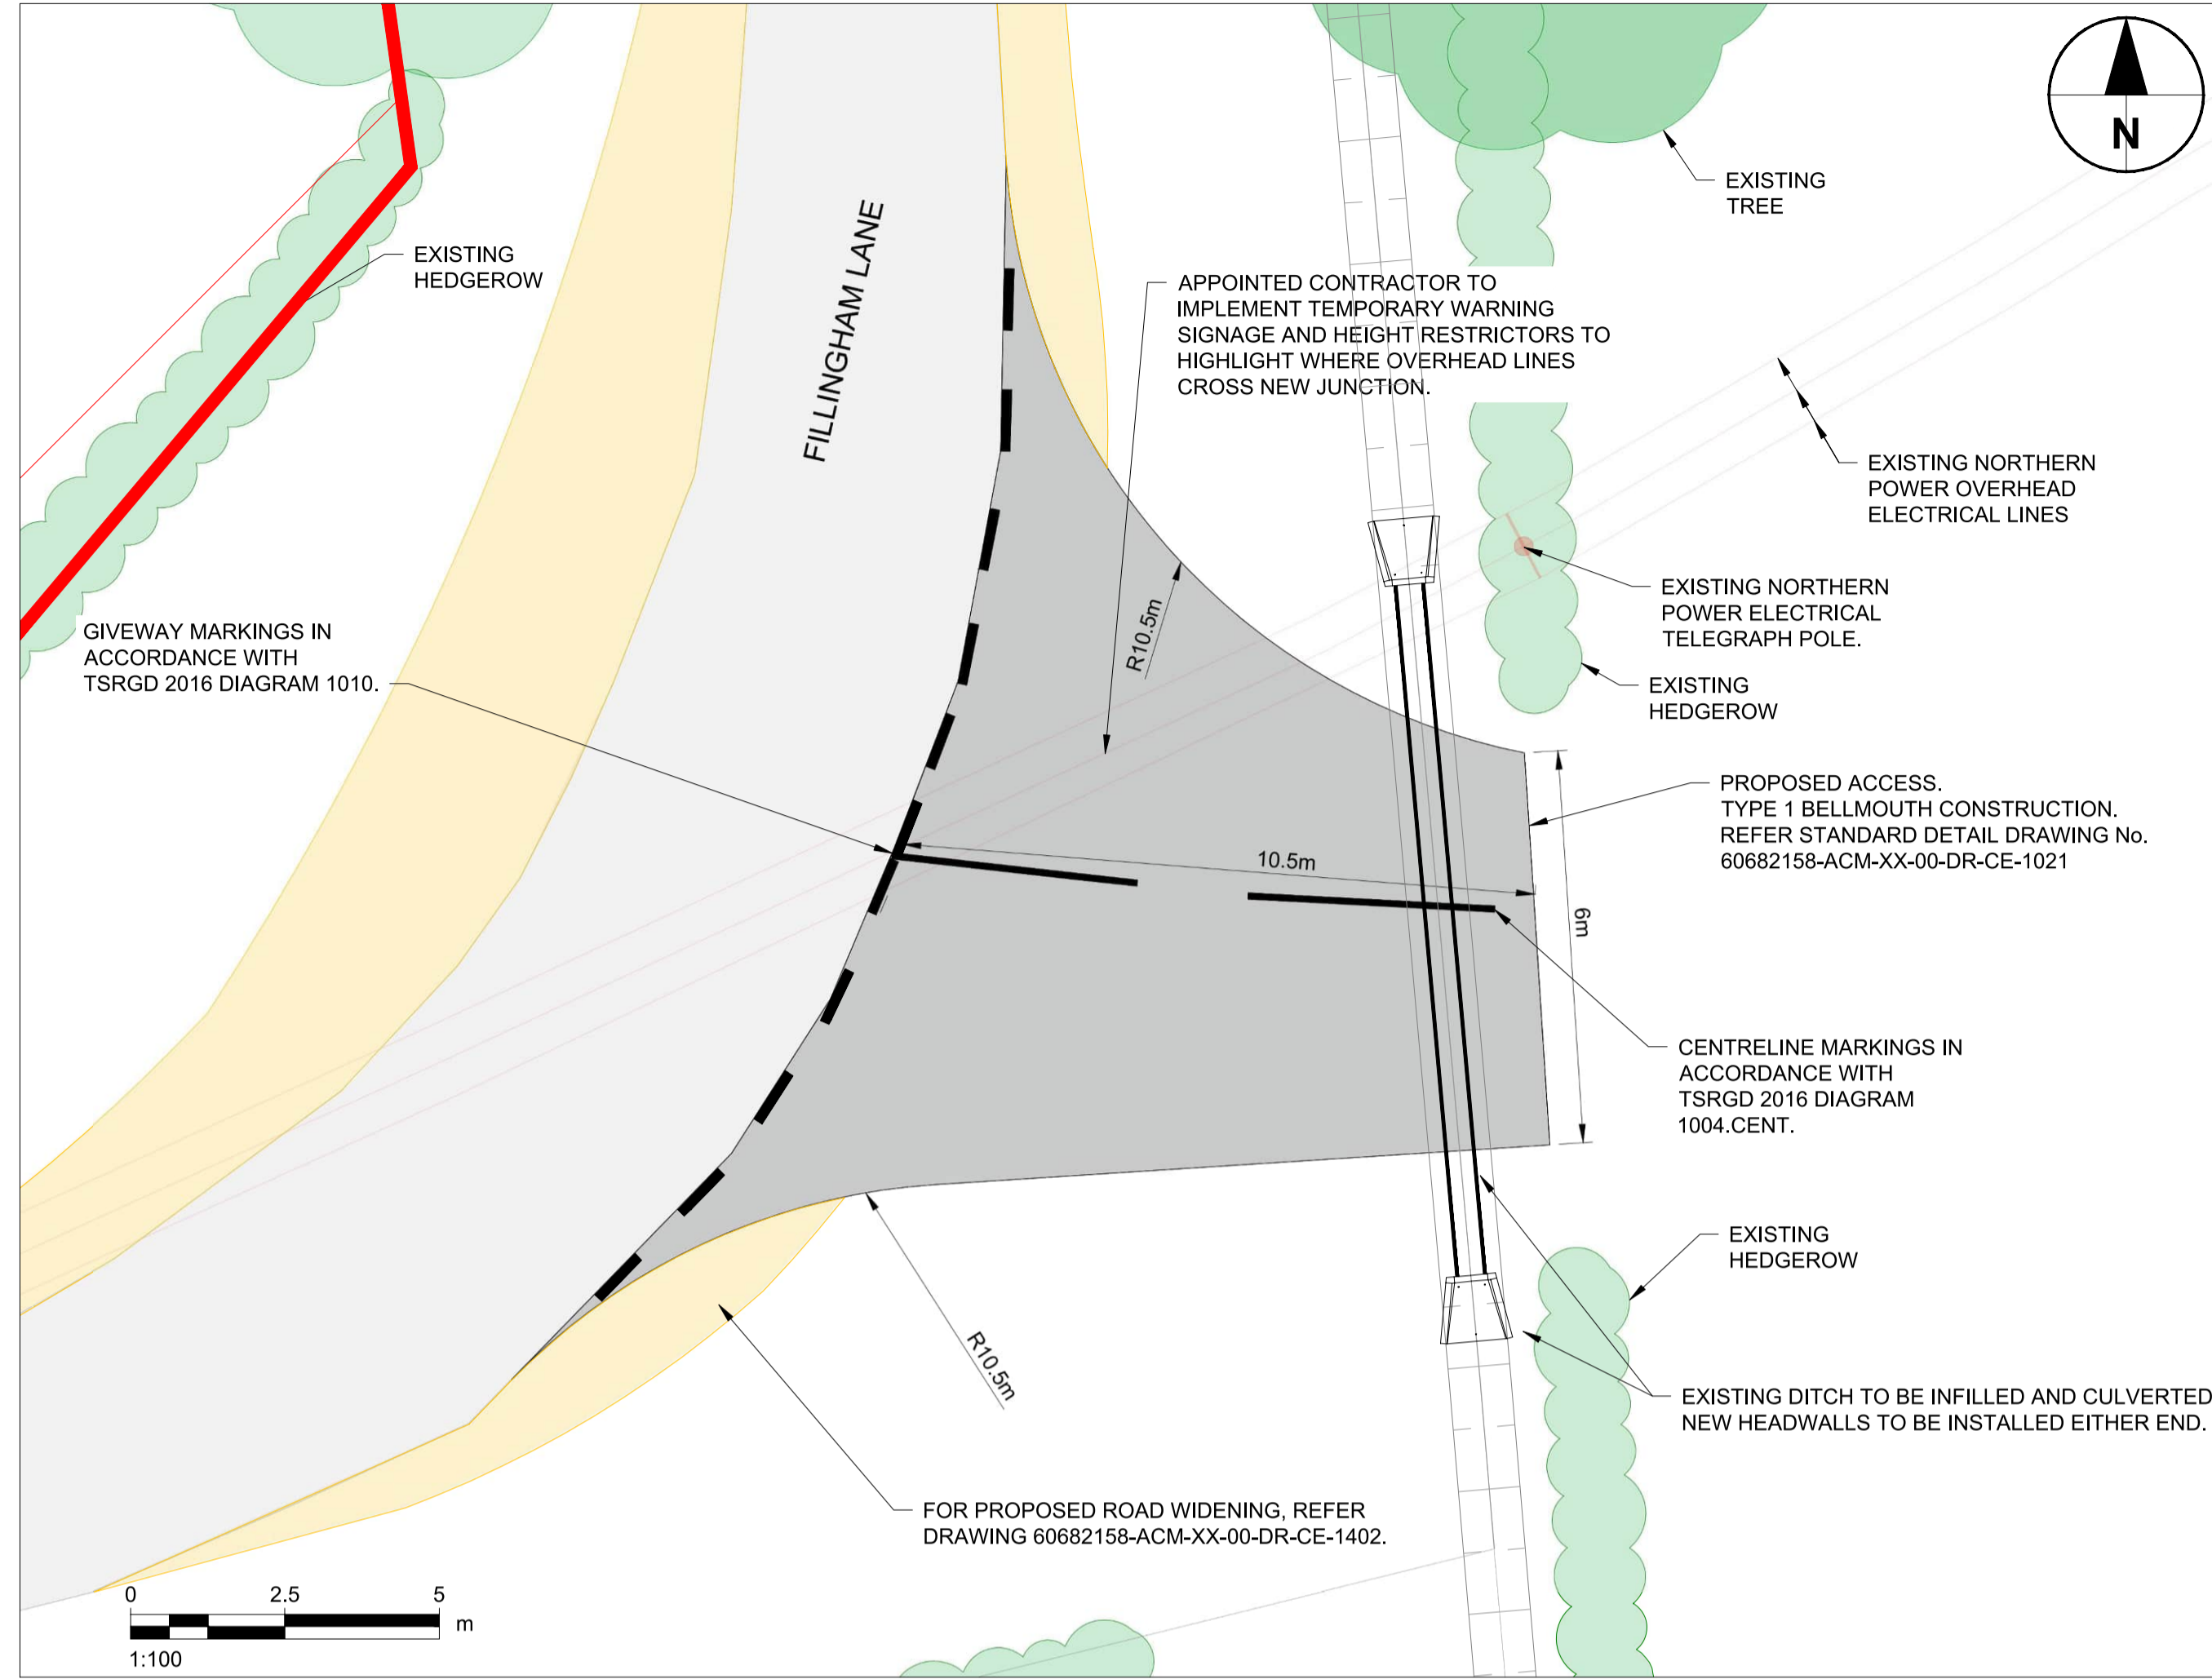 N
EXISTING
TREE
EXISTING
HEDGEROW
FILLINGHAM LANE
APPOINTED CONTRACTOR TO
IMPLEMENT TEMPORARY WARNING
SIGNAGE AND HEIGHT RESTRICTORS TO
HIGHLIGHT WHERE OVERHEAD LINES
CROSS NEW JUNCTION.
EXISTING NORTHERN
POWER OVERHEAD
ELECTRICAL LINES
EXISTING NORTHERN
POWER ELECTRICAL
TELEGRAPH POLE.
GIVEWAY MARKINGS IN
ACCORDANCE WITH
TSRGD 2016 DIAGRAM 1010.
R10.5m
EXISTING
HEDGEROW
PROPOSED ACCESS.
TYPE 1 BELLMOUTH CONSTRUCTION.
REFER STANDARD DETAIL DRAWING No.
60682158-ACM-XX-00-DR-CE-1021
10.5m
6m
CENTRELINE MARKINGS IN
ACCORDANCE WITH
TSRGD 2016 DIAGRAM
1004.CENT.
EXISTING
HEDGEROW
R10.5m
EXISTING DITCH TO BE INFILLED AND CULVERTED
NEW HEADWALLS TO BE INSTALLED EITHER END.
FOR PROPOSED ROAD WIDENING, REFER
DRAWING 60682158-ACM-XX-00-DR-CE-1402.
0 2.5 5
m
1:100